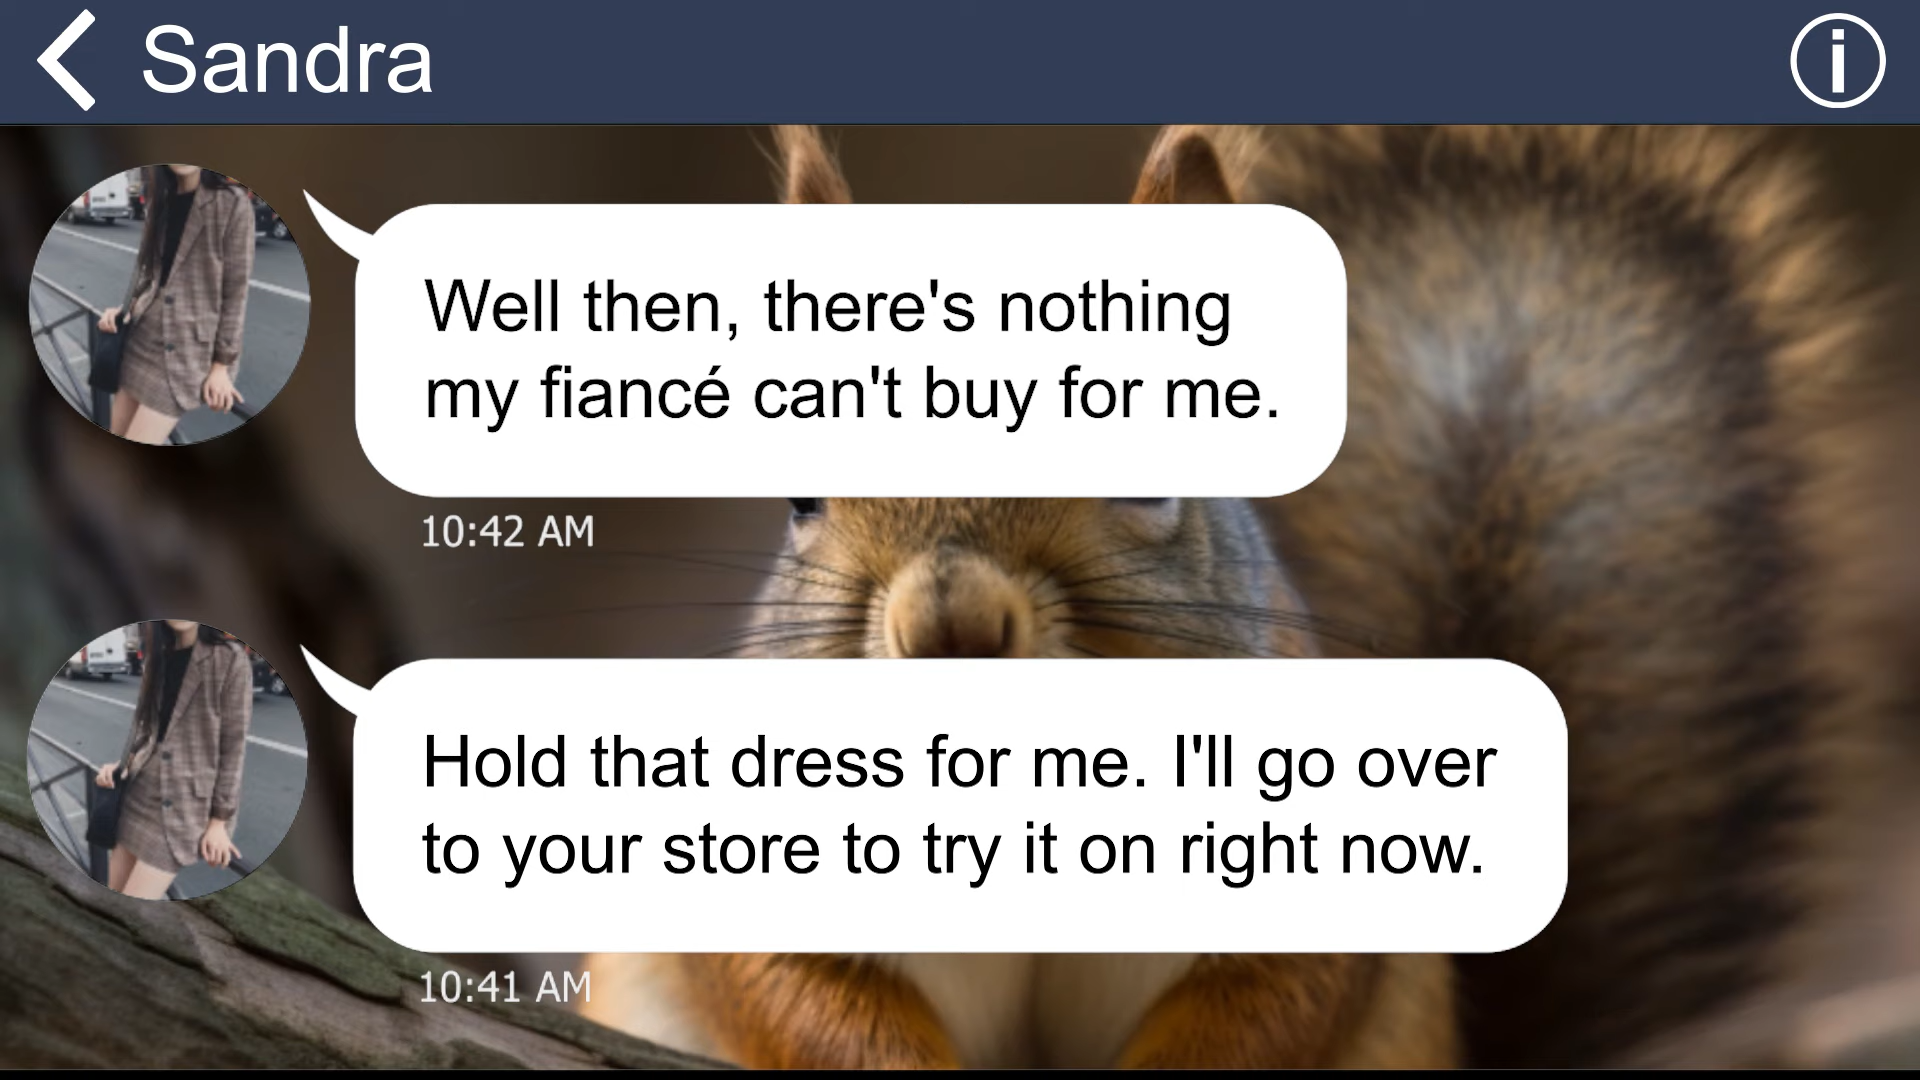 Sandra
Well then, there's nothing
my fiancé can't buy for me.
10:42 AM
Hold that dress for me. I'll go over
to your store to try it on right now.
10:41 AM